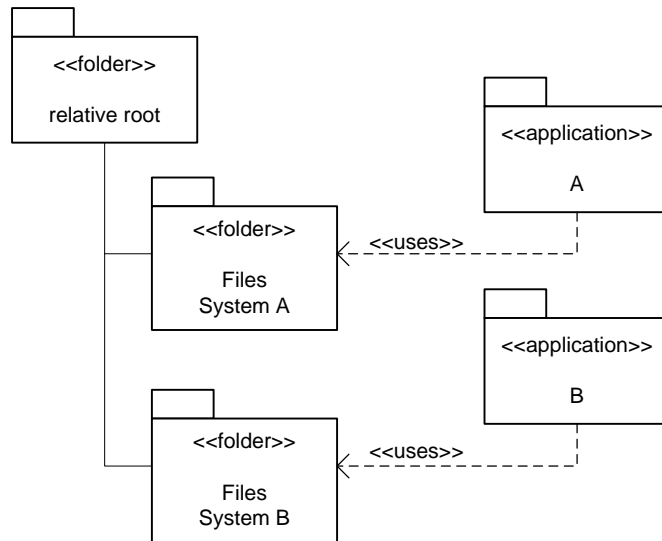 <<folder>>
relative root
<<application>>
A
<<folder>>
Files
System A
<<uses>>
<<application>>
B
<<folder>>
Files
System B
<<uses>>